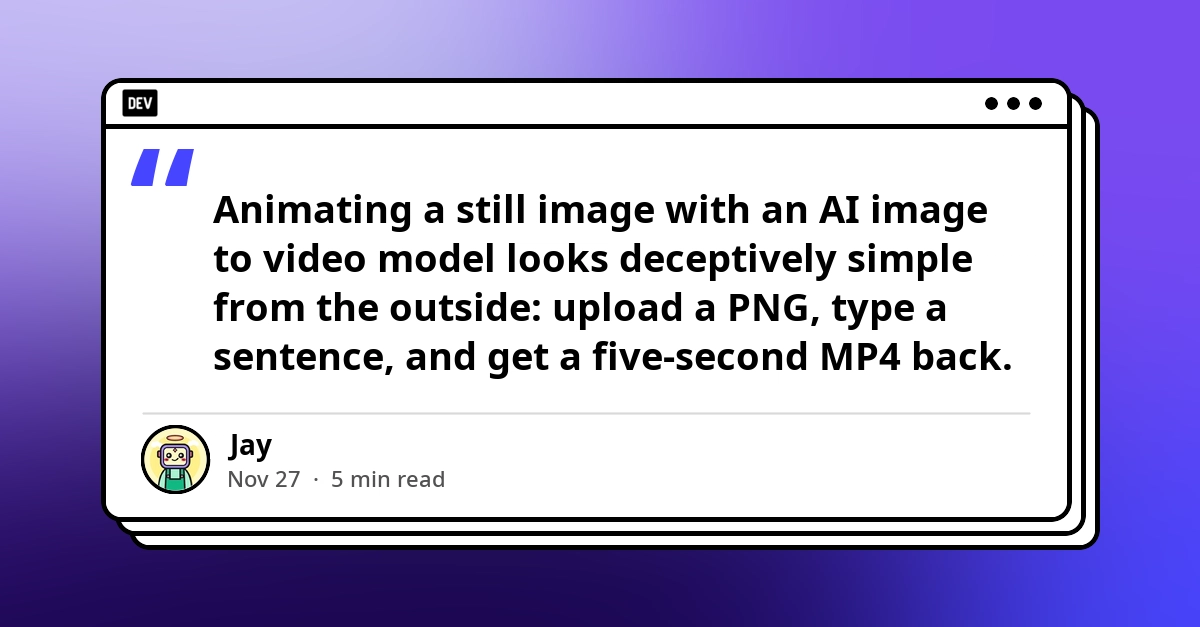 DEV
Animating a still image with an AI image
to video model looks deceptively simple
from the outside: upload a PNG, type a
sentence, and get a five-second MP4 back.
Jay
Nov 27 · 5 min read